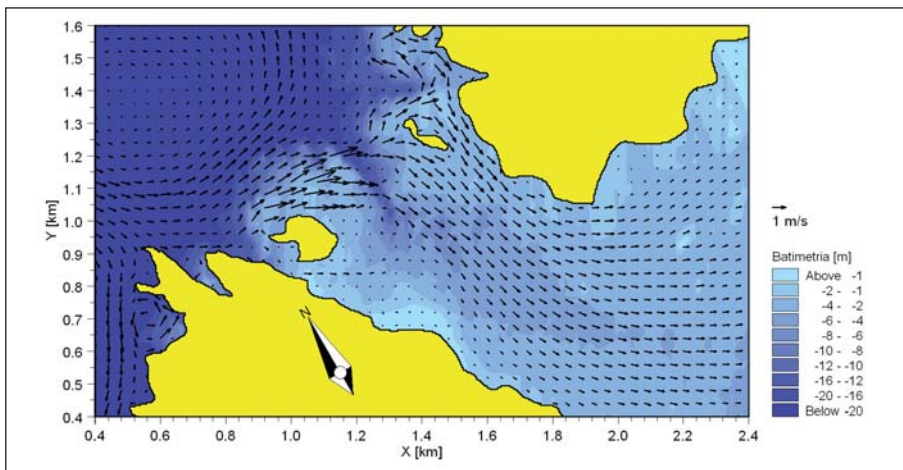 1.6
1.5
1.4
1.3
1.2
1.1
1.0
0.9
0.8
0.7
0.6
0.5
0.4
Y [km]
0.4 0.6 0.8 1.0 1.2 1.4 1.6 1.8 2.0 2.2 2.4
X [km]
N
1 m/s
Batimetria [m]
Above -1
-2 - -1
-4 - -2
-6 - -4
-8 - -6
-10 - -8
-12 - -10
-16 - -12
-20 - -16
Below -20